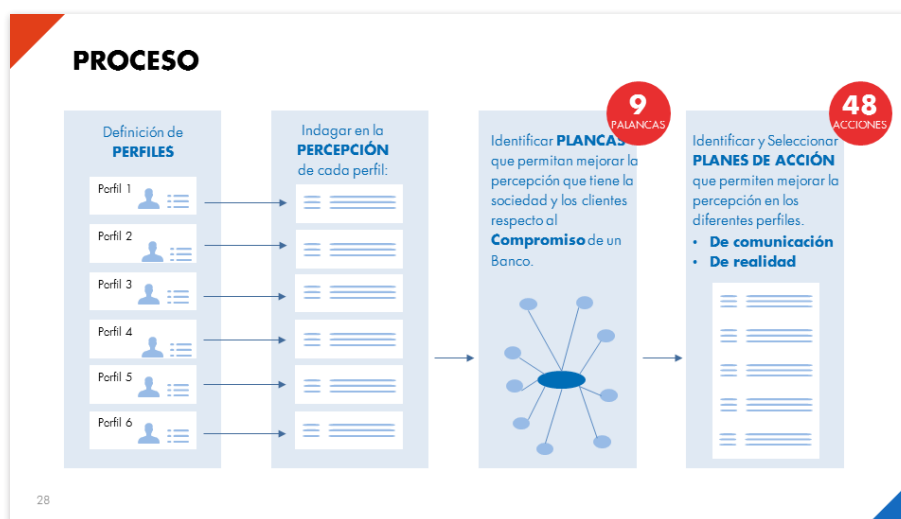 PROCESO
Definición de
PERFILES
Perfil 1
Perfil 2
Perfil 3
Perfil 4
Perfil 5
Perfil 6
Indagar en la
PERCEPCIÓN
de cada perfil:
9
PALANCAS
Identificar PLANCAS
que permitan mejorar la
percepción que tiene la
sociedad y los clientes
respecto al
Compromiso de un
Banco.
48
ACCIONES
Identificar y Seleccionar
PLANES DE ACCIÓN
que permiten mejorar la
percepción en los
diferentes perfiles.
• De comunicación
• De realidad
28